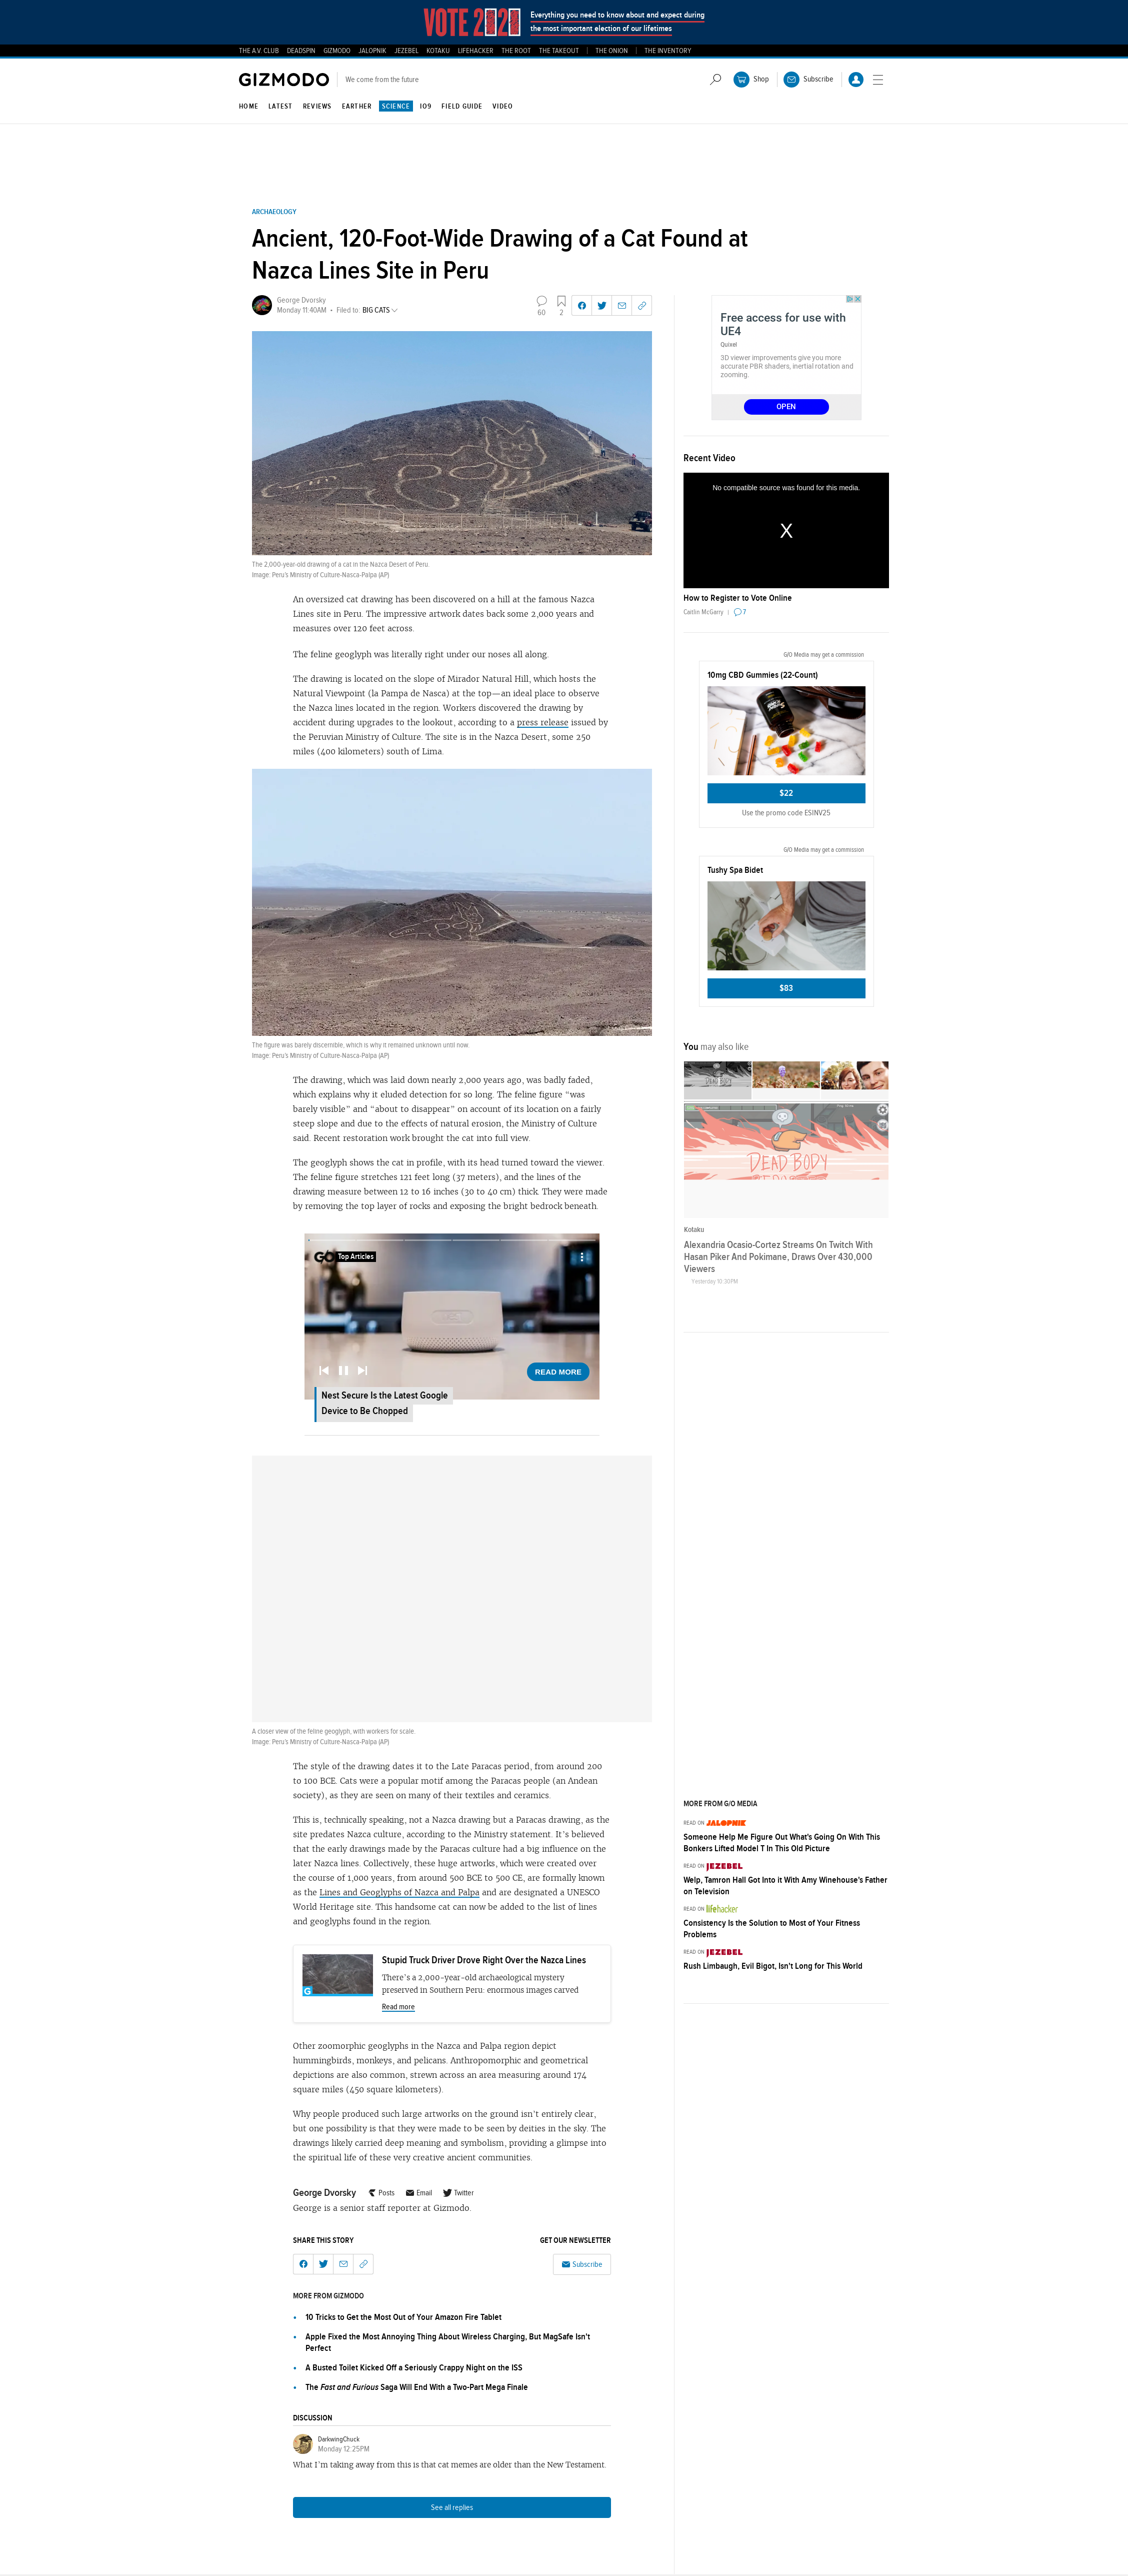 VOTE 2020
Everything you need to know about and expect during
the most important election of our lifetimes
THE A.V. CLUB DEADSPIN GIZMODO JALOPNIK JEZEBEL KOTAKU LIFEHACKER THE ROOT THE TAKEOUT | THE ONION | THE INVENTORY
GIZMODO We come from the future
Shop Subscribe
HOME LATEST REVIEWS EARTHER SCIENCE IO9 FIELD GUIDE VIDEO
ARCHAEOLOGY
Ancient, 120-Foot-Wide Drawing of a Cat Found at
Nazca Lines Site in Peru
George Dvorsky
Monday 11:40AM • Filed to: BIG CATS
60 2
The 2,000-year-old drawing of a cat in the Nazca Desert of Peru.
Image: Peru's Ministry of Culture-Nasca-Palpa (AP)
An oversized cat drawing has been discovered on a hill at the famous Nazca
Lines site in Peru. The impressive artwork dates back some 2,000 years and
measures over 120 feet across.
The feline geoglyph was literally right under our noses all along.
The drawing is located on the slope of Mirador Natural Hill, which hosts the
Natural Viewpoint (la Pampa de Nasca) at the top—an ideal place to observe
the Nazca lines located in the region. Workers discovered the drawing by
accident during upgrades to the lookout, according to a press release issued by
the Peruvian Ministry of Culture. The site is in the Nazca Desert, some 250
miles (400 kilometers) south of Lima.
The figure was barely discernible, which is why it remained unknown until now.
Image: Peru's Ministry of Culture-Nasca-Palpa (AP)
The drawing, which was laid down nearly 2,000 years ago, was badly faded,
which explains why it eluded detection for so long. The feline figure “was
barely visible” and “about to disappear” on account of its location on a fairly
steep slope and due to the effects of natural erosion, the Ministry of Culture
said. Recent restoration work brought the cat into full view.
The geoglyph shows the cat in profile, with its head turned toward the viewer.
The feline figure stretches 121 feet long (37 meters), and the lines of the
drawing measure between 12 to 16 inches (30 to 40 cm) thick. They were made
by removing the top layer of rocks and exposing the bright bedrock beneath.
GO Top Articles
READ MORE
Nest Secure Is the Latest Google
Device to Be Chopped
A closer view of the feline geoglyph, with workers for scale.
Image: Peru's Ministry of Culture-Nasca-Palpa (AP)
The style of the drawing dates it to the Late Paracas period, from around 200
to 100 BCE. Cats were a popular motif among the Paracas people (an Andean
society), as they are seen on many of their textiles and ceramics.
This is, technically speaking, not a Nazca drawing but a Paracas drawing, as the
site predates Nazca culture, according to the Ministry statement. It's believed
that the early drawings made by the Paracas culture had a big influence on the
later Nazca lines. Collectively, these huge artworks, which were created over
the course of 1,000 years, from around 500 BCE to 500 CE, are formally known
as the Lines and Geoglyphs of Nazca and Palpa and are designated a UNESCO
World Heritage site. This handsome cat can now be added to the list of lines
and geoglyphs found in the region.
G
Stupid Truck Driver Drove Right Over the Nazca Lines
There's a 2,000-year-old archaeological mystery
preserved in Southern Peru: enormous images carved
Read more
Other zoomorphic geoglyphs in the Nazca and Palpa region depict
hummingbirds, monkeys, and pelicans. Anthropomorphic and geometrical
depictions are also common, strewn across an area measuring around 174
square miles (450 square kilometers).
Why people produced such large artworks on the ground isn't entirely clear,
but one possibility is that they were made to be seen by deities in the sky. The
drawings likely carried deep meaning and symbolism, providing a glimpse into
the spiritual life of these very creative ancient communities.
George Dvorsky Posts Email Twitter
George is a senior staff reporter at Gizmodo.
SHARE THIS STORY GET OUR NEWSLETTER
Subscribe
MORE FROM GIZMODO
• 10 Tricks to Get the Most Out of Your Amazon Fire Tablet
• Apple Fixed the Most Annoying Thing About Wireless Charging, But MagSafe Isn't
Perfect
• A Busted Toilet Kicked Off a Seriously Crappy Night on the ISS
• The Fast and Furious Saga Will End With a Two-Part Mega Finale
DISCUSSION
DarkwingChuck
Monday 12:25PM
What I'm taking away from this is that cat memes are older than the New Testament.
See all replies
Free access for use with
UE4
Quixel
3D viewer improvements give you more
accurate PBR shaders, inertial rotation and
zooming.
OPEN
Recent Video
No compatible source was found for this media.
X
How to Register to Vote Online
Caitlin McGarry | 7
G/O Media may get a commission
10mg CBD Gummies (22-Count)
$22
Use the promo code ESINV25
G/O Media may get a commission
Tushy Spa Bidet
$83
You may also like
DEAD BODY
Kotaku
Alexandria Ocasio-Cortez Streams On Twitch With
Hasan Piker And Pokimane, Draws Over 430,000
Viewers
Yesterday 10:30PM
MORE FROM G/O MEDIA
READ ON JALOPNIK
Someone Help Me Figure Out What's Going On With This
Bonkers Lifted Model T In This Old Picture
READ ON JEZEBEL
Welp, Tamron Hall Got Into it With Amy Winehouse's Father
on Television
READ ON lifehacker
Consistency Is the Solution to Most of Your Fitness
Problems
READ ON JEZEBEL
Rush Limbaugh, Evil Bigot, Isn't Long for This World